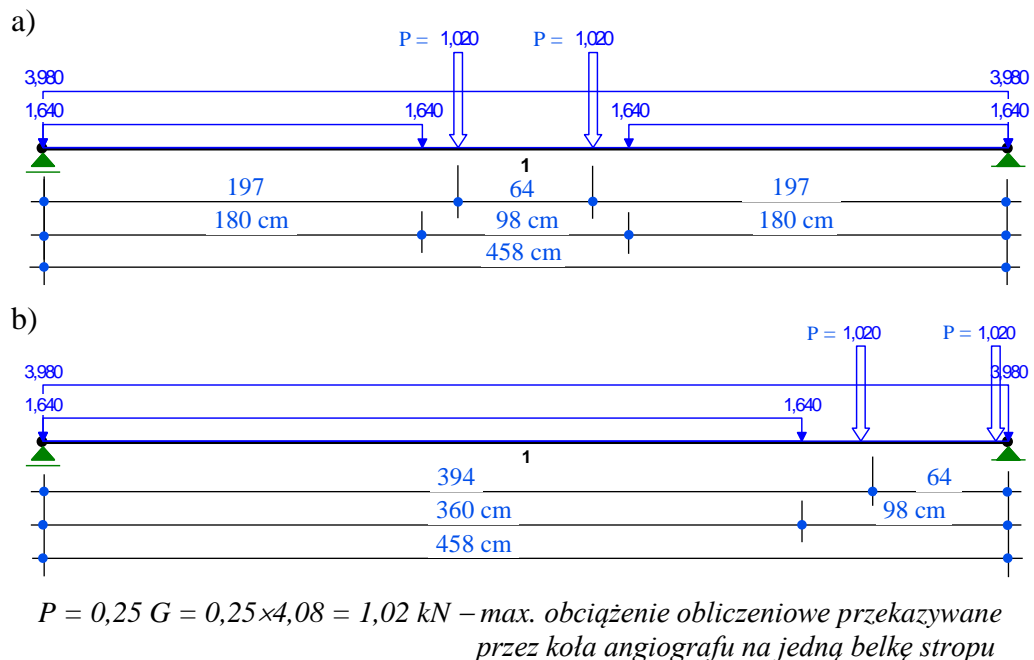 a)
P = 1,020 P = 1,020
3,980 3,980
1,640 1,640 1,640 1,640
1
197 64 197
180 cm 98 cm 180 cm
458 cm
b)
P = 1,020 P = 1,020
3,980 3,980
1,640 1,640
1
394 64
360 cm 98 cm
458 cm
P = 0,25 G = 0,25×4,08 = 1,02 kN – max. obciążenie obliczeniowe przekazywane
przez koła angiografu na jedną belkę stropu